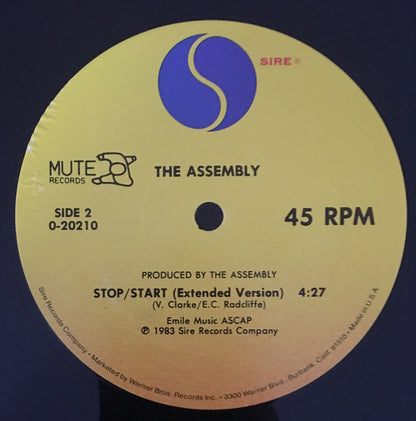 SIRE ®
MUTE
RECORDS
THE ASSEMBLY
SIDE 2
0-20210
45 RPM
PRODUCED BY THE ASSEMBLY
STOP/START (Extended Version) 4:27
(V. Clarke/E.C. Radcliffe)
Emile Music ASCAP
℗ 1983 Sire Records Company
Sire Records Company • Marketed by Warner Bros. Records Inc. • 3300 Warner Blvd., Burbank, Calif. 91510 • Made in U.S.A.